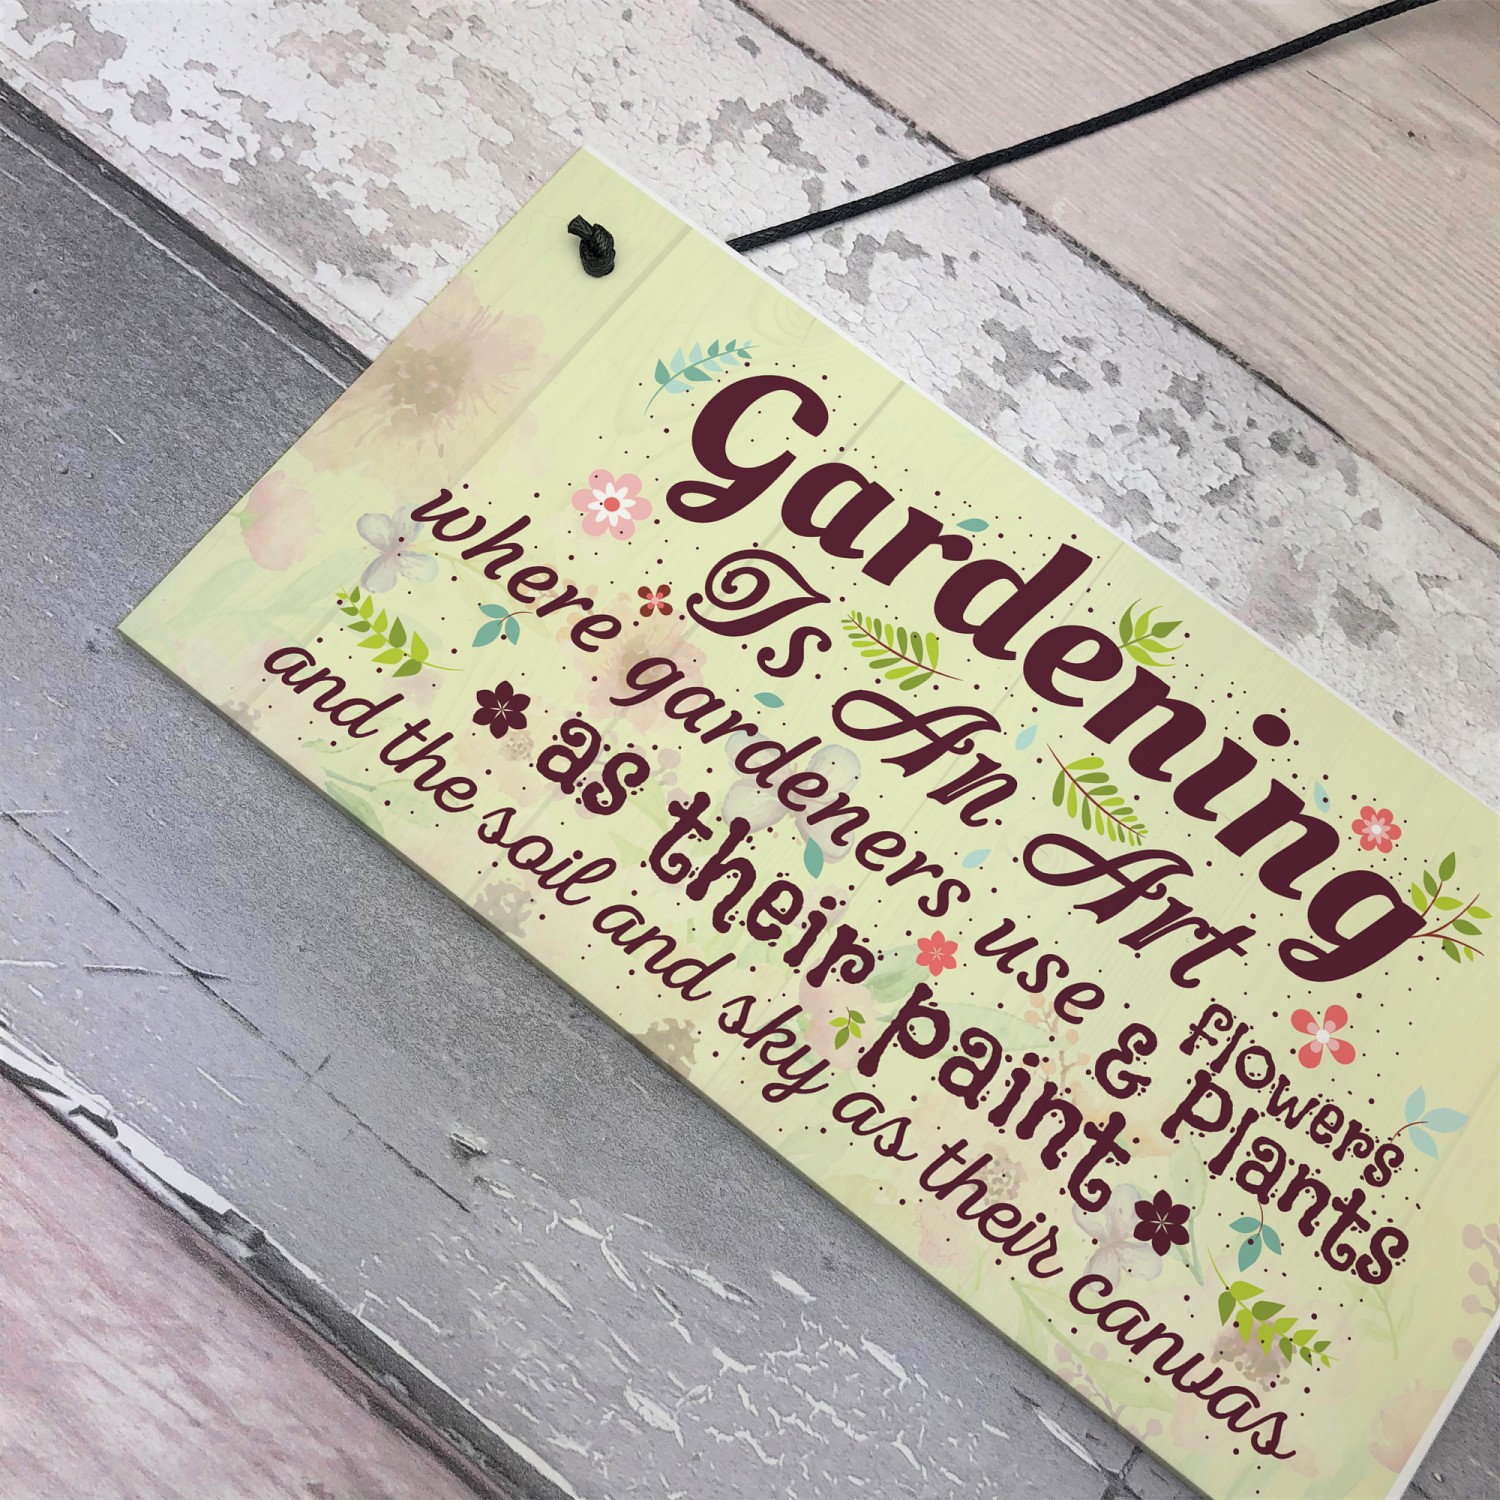 Gardening
Is An Art
where gardeners use flowers
& Plants
as their paint
and the soil and sky as their canvas